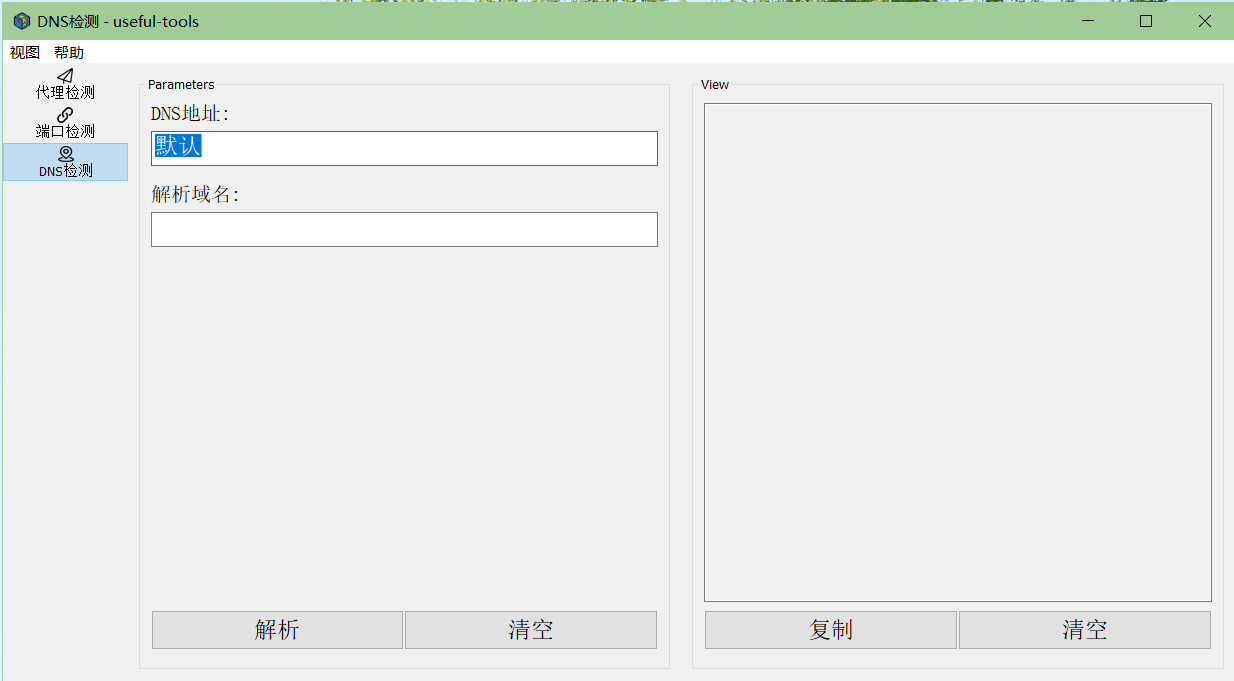 DNS检测 - useful-tools
视图 帮助
代理检测
端口检测
DNS检测
Parameters
DNS地址:
默认
解析域名:
解析 清空
View
复制 清空